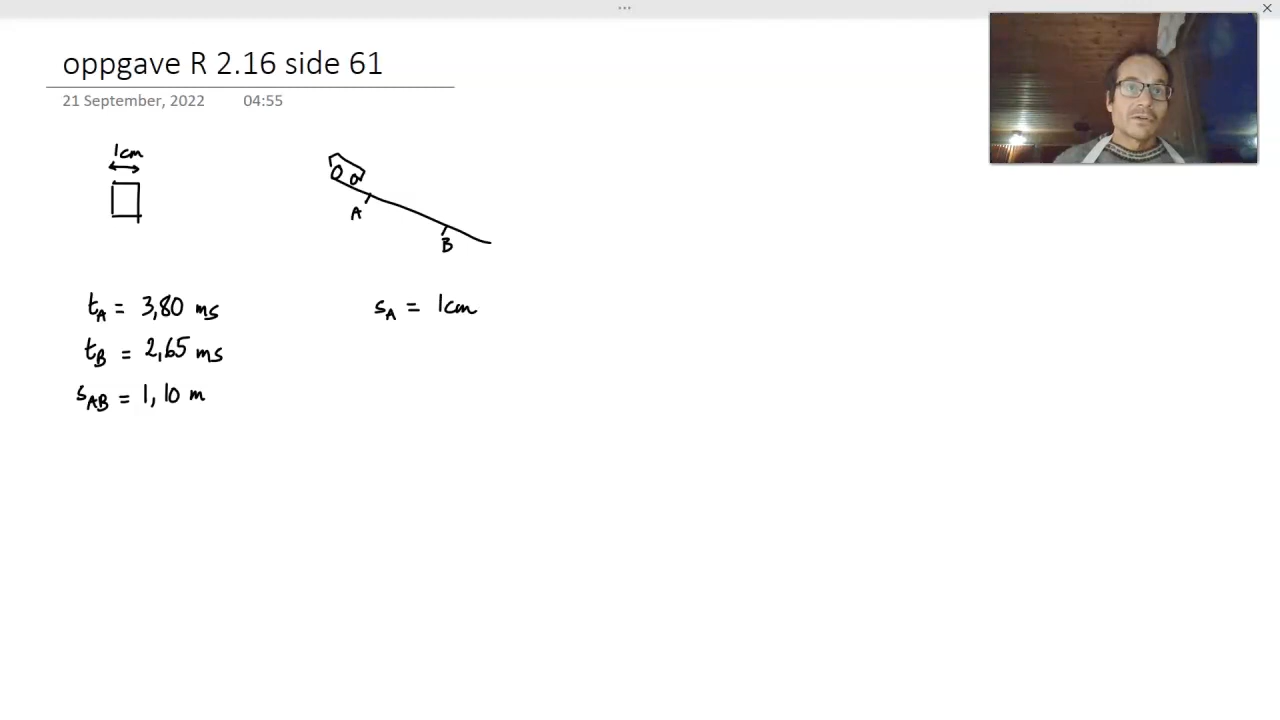 oppgave R 2.16 side 61
21 September, 2022 04:55
1cm
A
B
t_A = 3,80 ms
s_A = 1cm
t_B = 2,65 ms
s_AB = 1,10 m